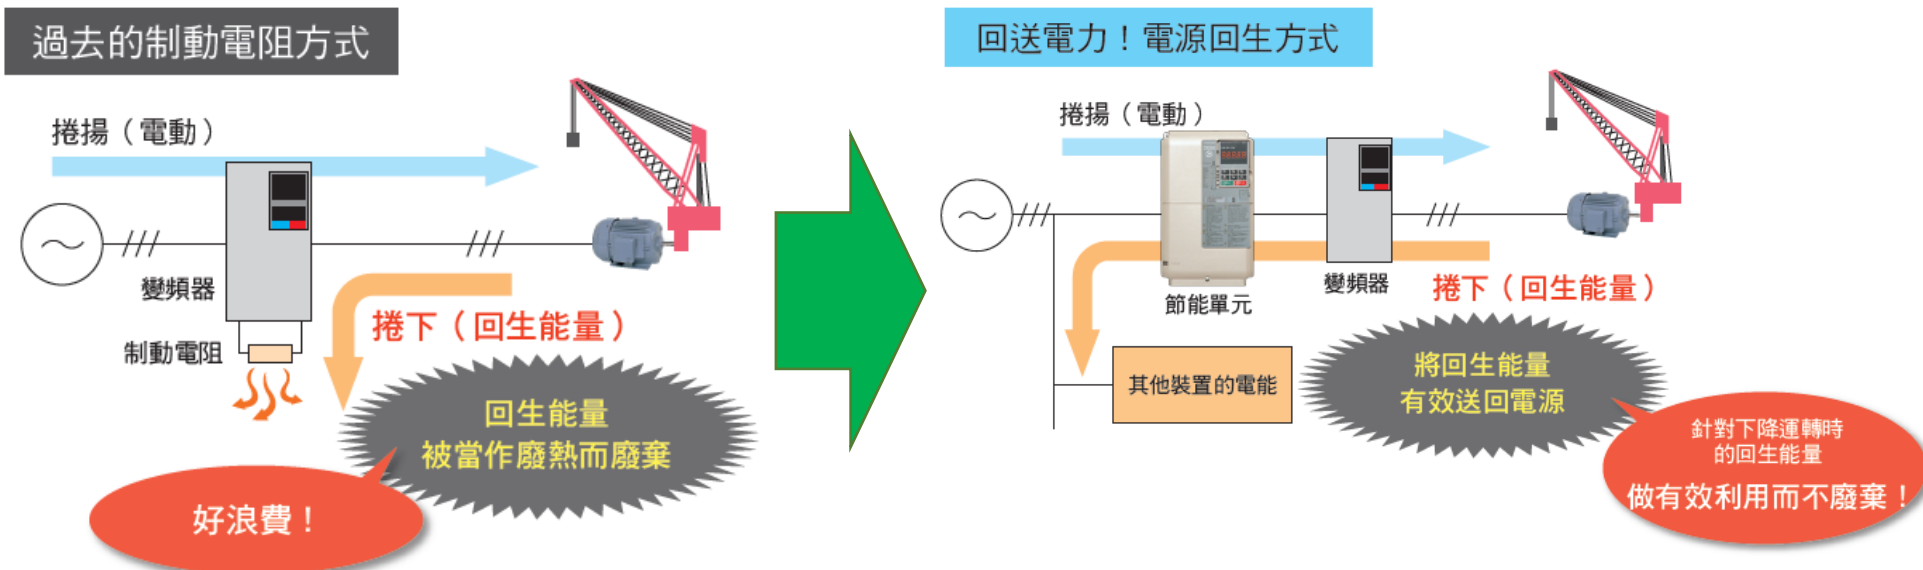 過去的制動電阻方式
捲揚（電動）
變頻器
制動電阻
捲下（回生能量）
回生能量
被當作廢熱而廢棄
好浪費！
回送電力！電源回生方式
捲揚（電動）
節能單元
變頻器
捲下（回生能量）
其他裝置的電能
將回生能量
有效送回電源
針對下降運轉時
的回生能量
做有效利用而不廢棄！